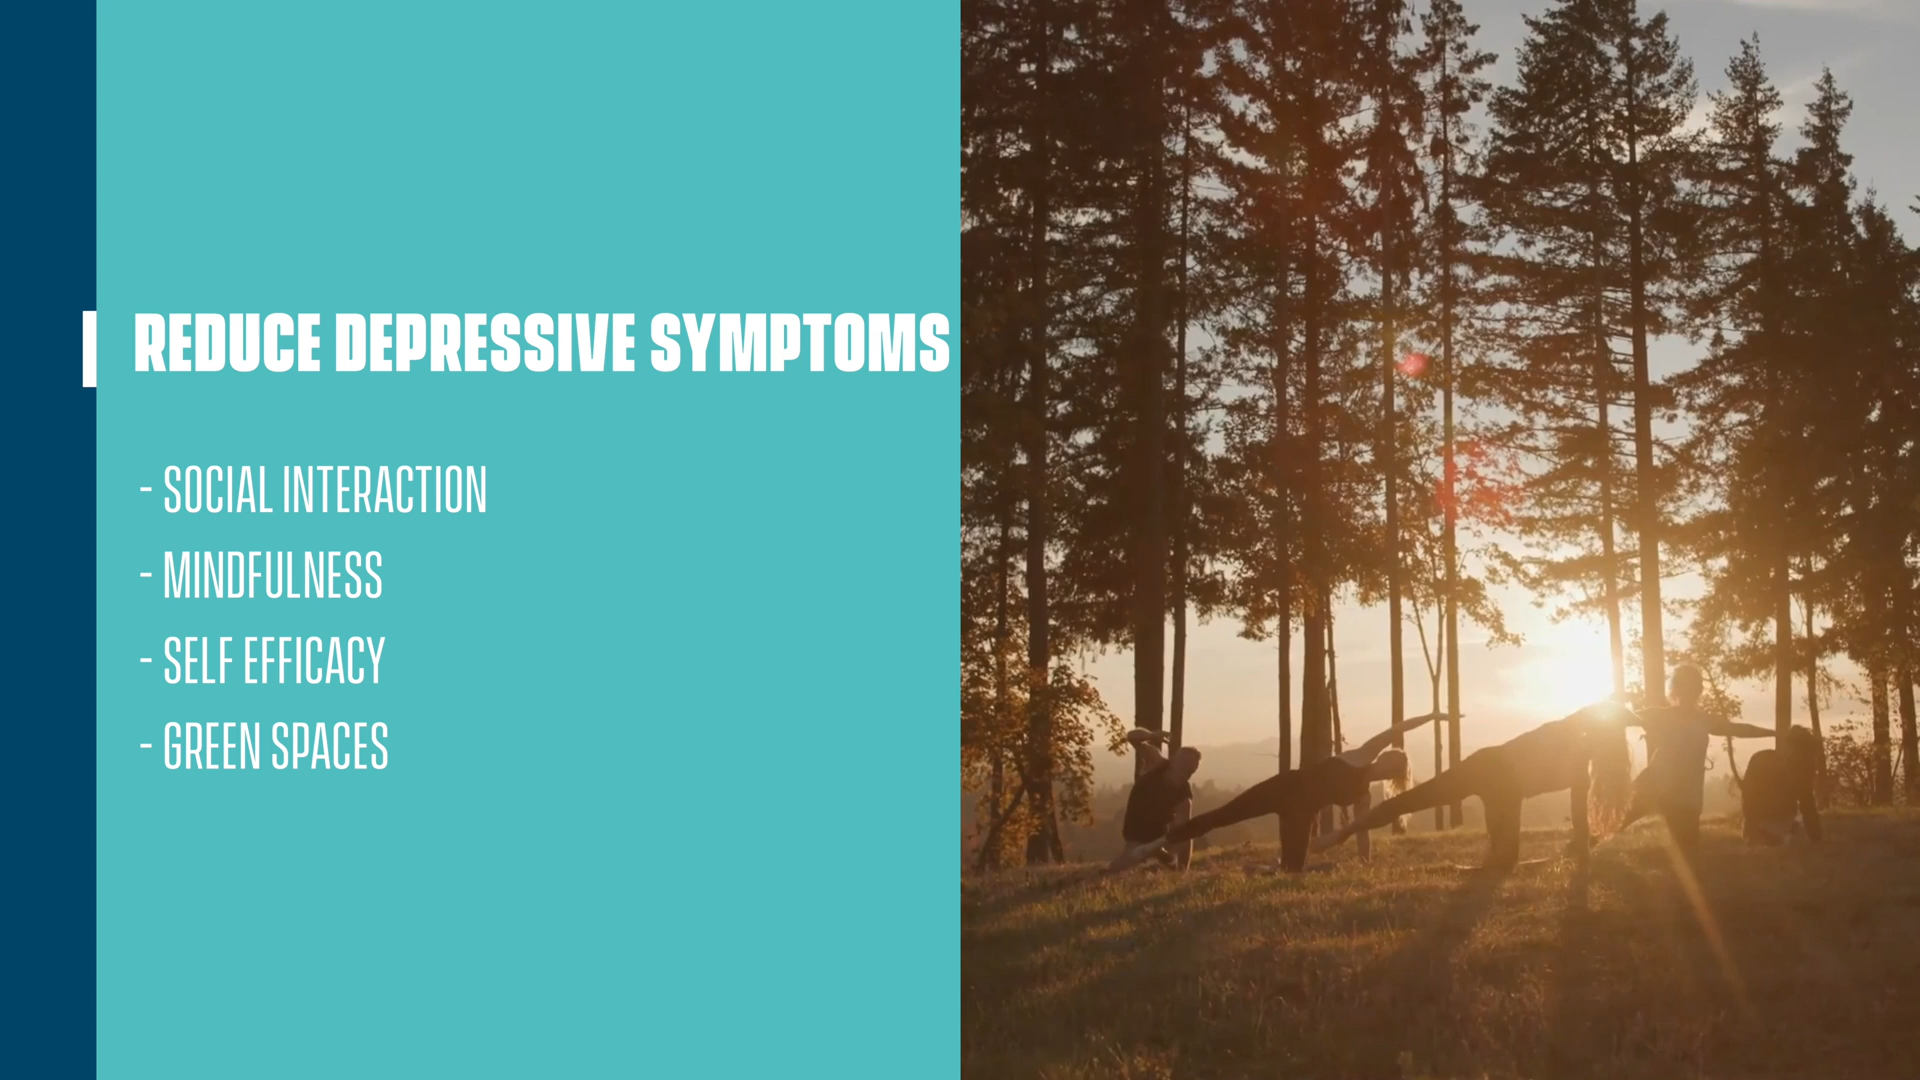 REDUCE DEPRESSIVE SYMPTOMS
- SOCIAL INTERACTION
- MINDFULNESS
- SELF EFFICACY
- GREEN SPACES